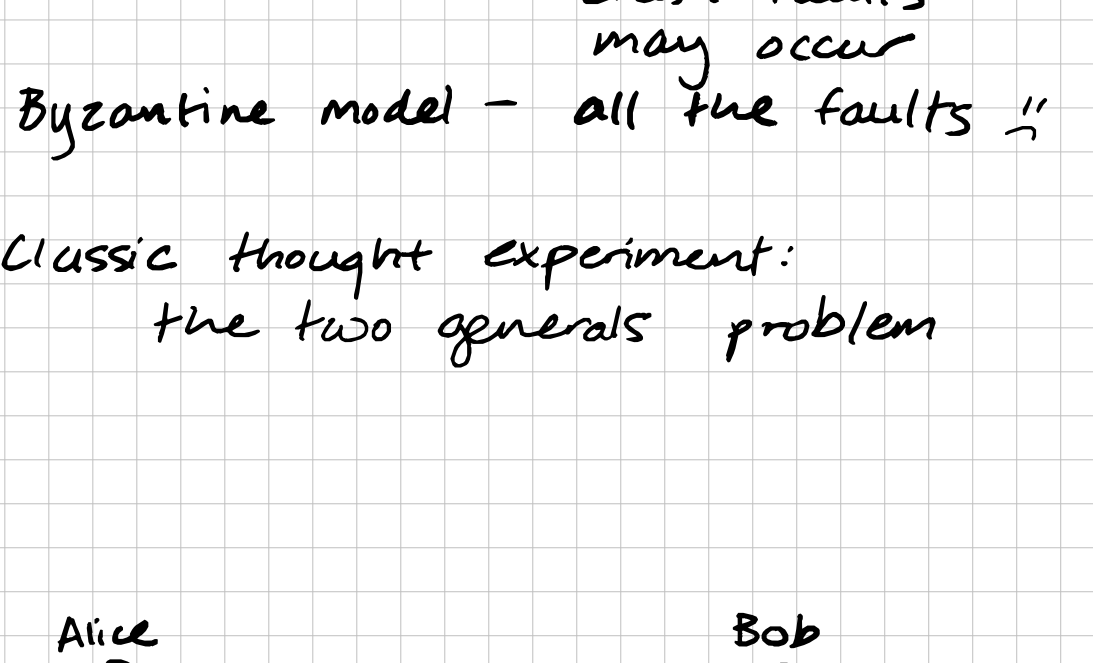 may occur
Byzantine model - all the faults
Classic thought experiment:
the two generals problem
Alice Bob